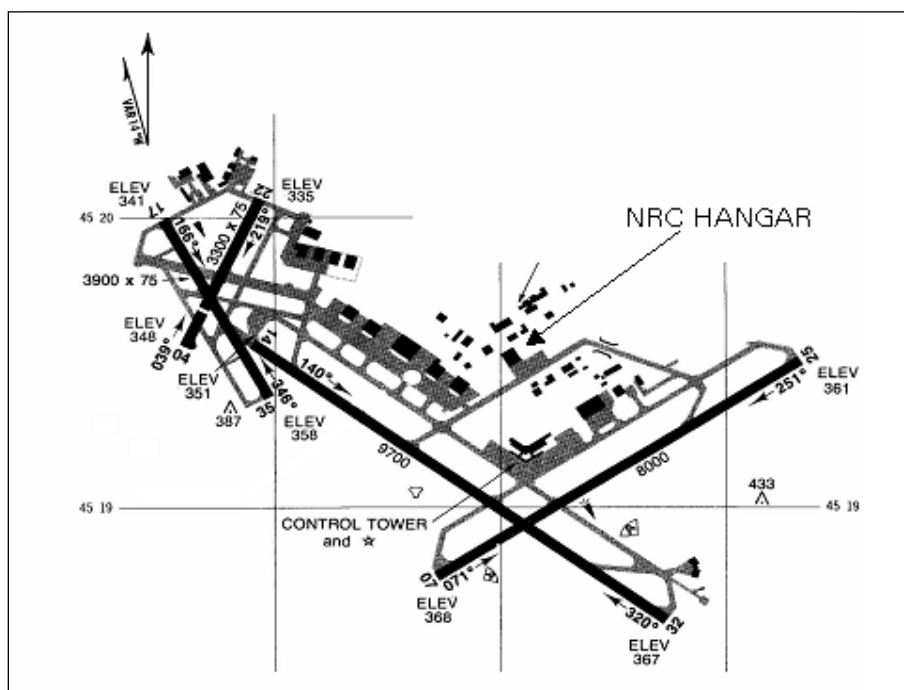 VAR 14°W
ELEV
341
17
166°
22
ELEV
335
219°
3300 x 75
45 20
NRC HANGAR
3900 x 75
ELEV
348
039°
04
ELEV
351
14
140°
346°
35
387
ELEV
358
25
251°
ELEV
361
9700
8000
433
45 19
45 19
CONTROL TOWER
and ☆
07
071°
ELEV
368
320°
32
ELEV
367